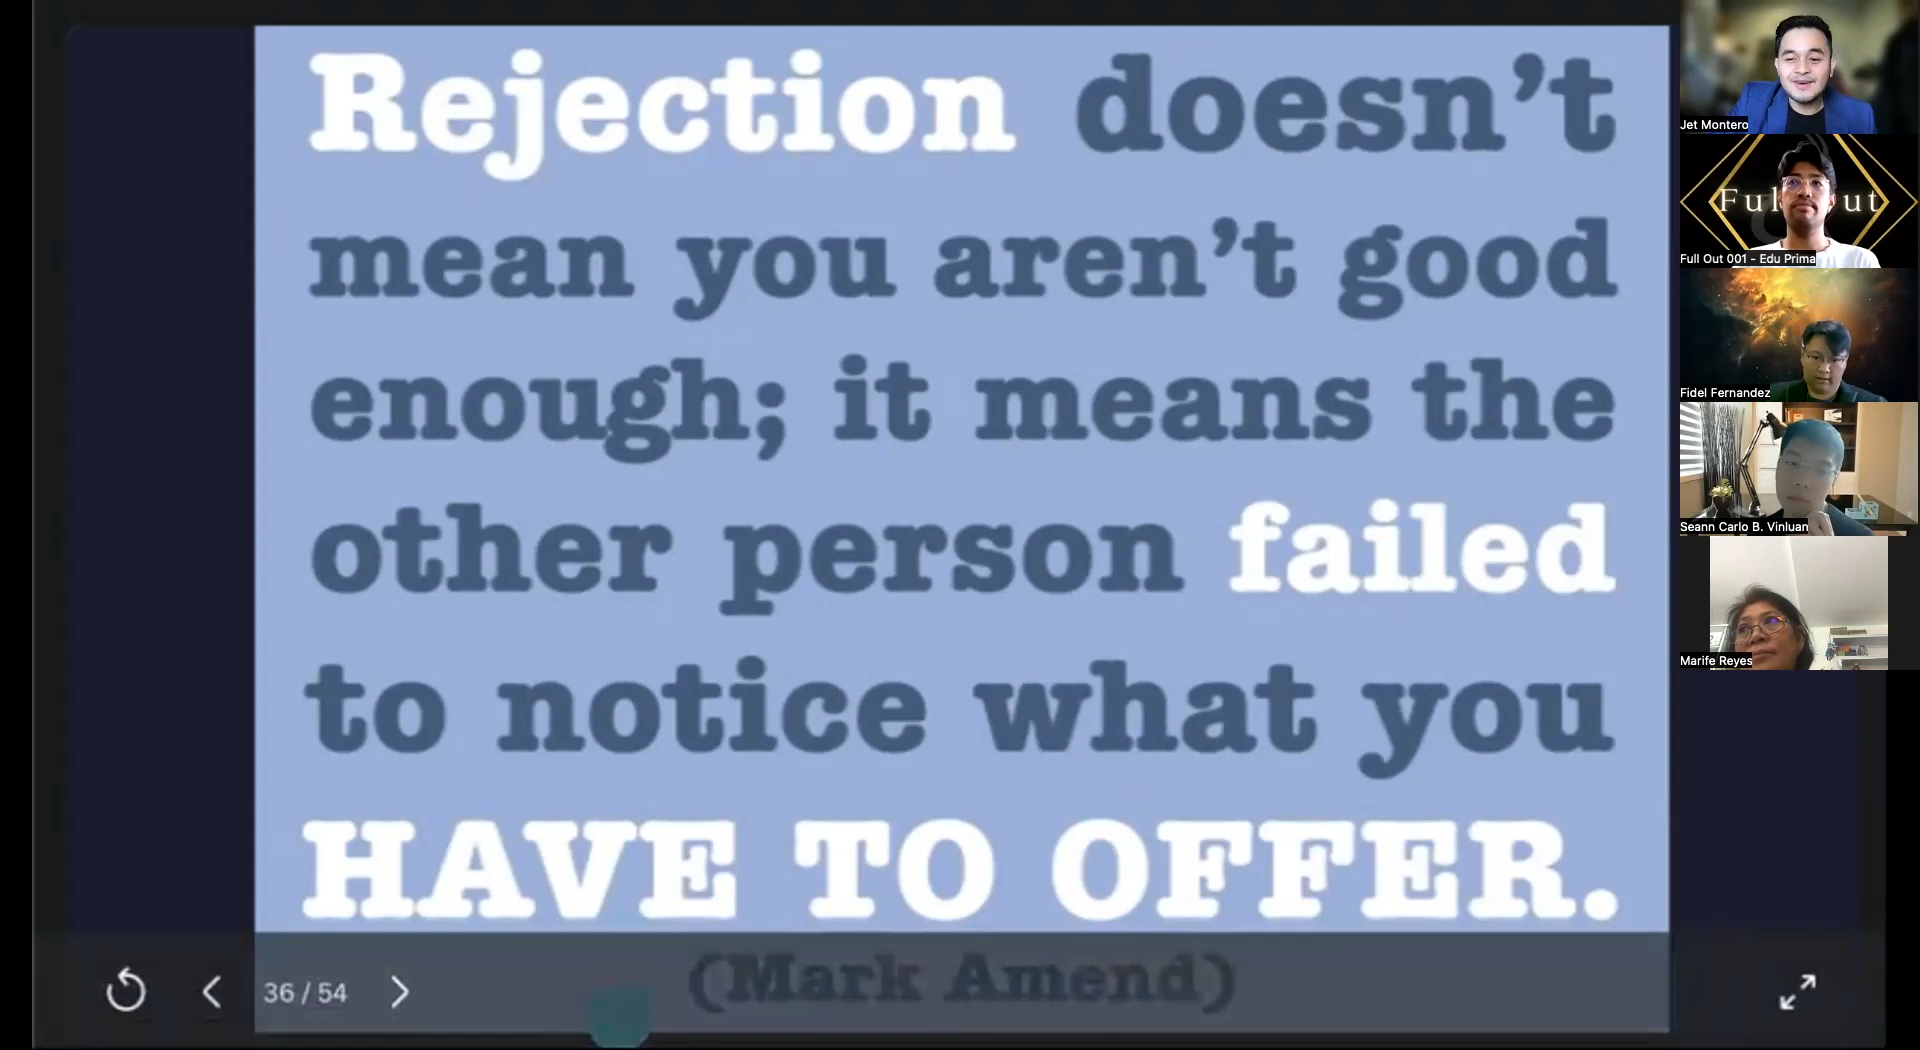 Rejection doesn't
mean you aren't good
enough; it means the
other person failed
to notice what you
HAVE TO OFFER.
(Mark Amend)
36 / 54
Jet Montero
Ful ut
Full Out 001 - Edu Prima
Fidel Fernandez
Seann Carlo B. Vinluan
Marife Reyes